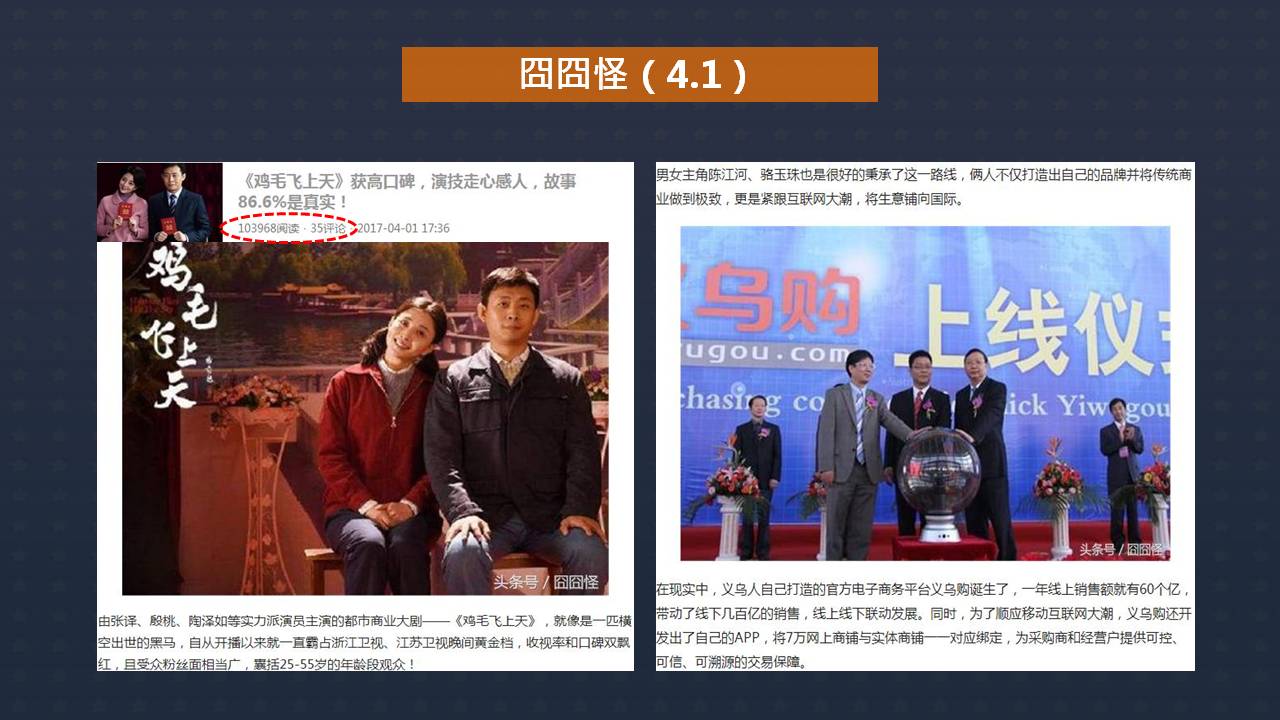 囧囧怪（4.1）
《鸡毛飞上天》获高口碑，演技走心感人，故事
86.6%是真实！
103968阅读 · 35评论 2017-04-01 17:36
鸡毛飞上天
头条号 / 囧囧怪
由张译、殷桃、陶泽如等实力派演员主演的都市商业大剧——《鸡毛飞上天》，就像是一匹横
空出世的黑马，自从开播以来就一直霸占浙江卫视、江苏卫视晚间黄金档，收视率和口碑双飘
红，且受众粉丝面相当广，囊括25-55岁的年龄段观众！
男女主角陈江河、骆玉珠也是很好的秉承了这一路线，俩人不仅打造出自己的品牌并将传统商
业做到极致，更是紧跟互联网大潮，将生意铺向国际。
义乌购
yugou.com
上线仪式
chasing co
ick Yiwugou
头条号 / 囧囧怪
在现实中，义乌人自己打造的官方电子商务平台义乌购诞生了，一年线上销售额就有60个亿，
带动了线下几百亿的销售，线上线下联动发展。同时，为了顺应移动互联网大潮，义乌购还开
发出了自己的APP，将7万网上商铺与实体商铺一一对应绑定，为采购商和经营户提供可控、
可信、可溯源的交易保障。